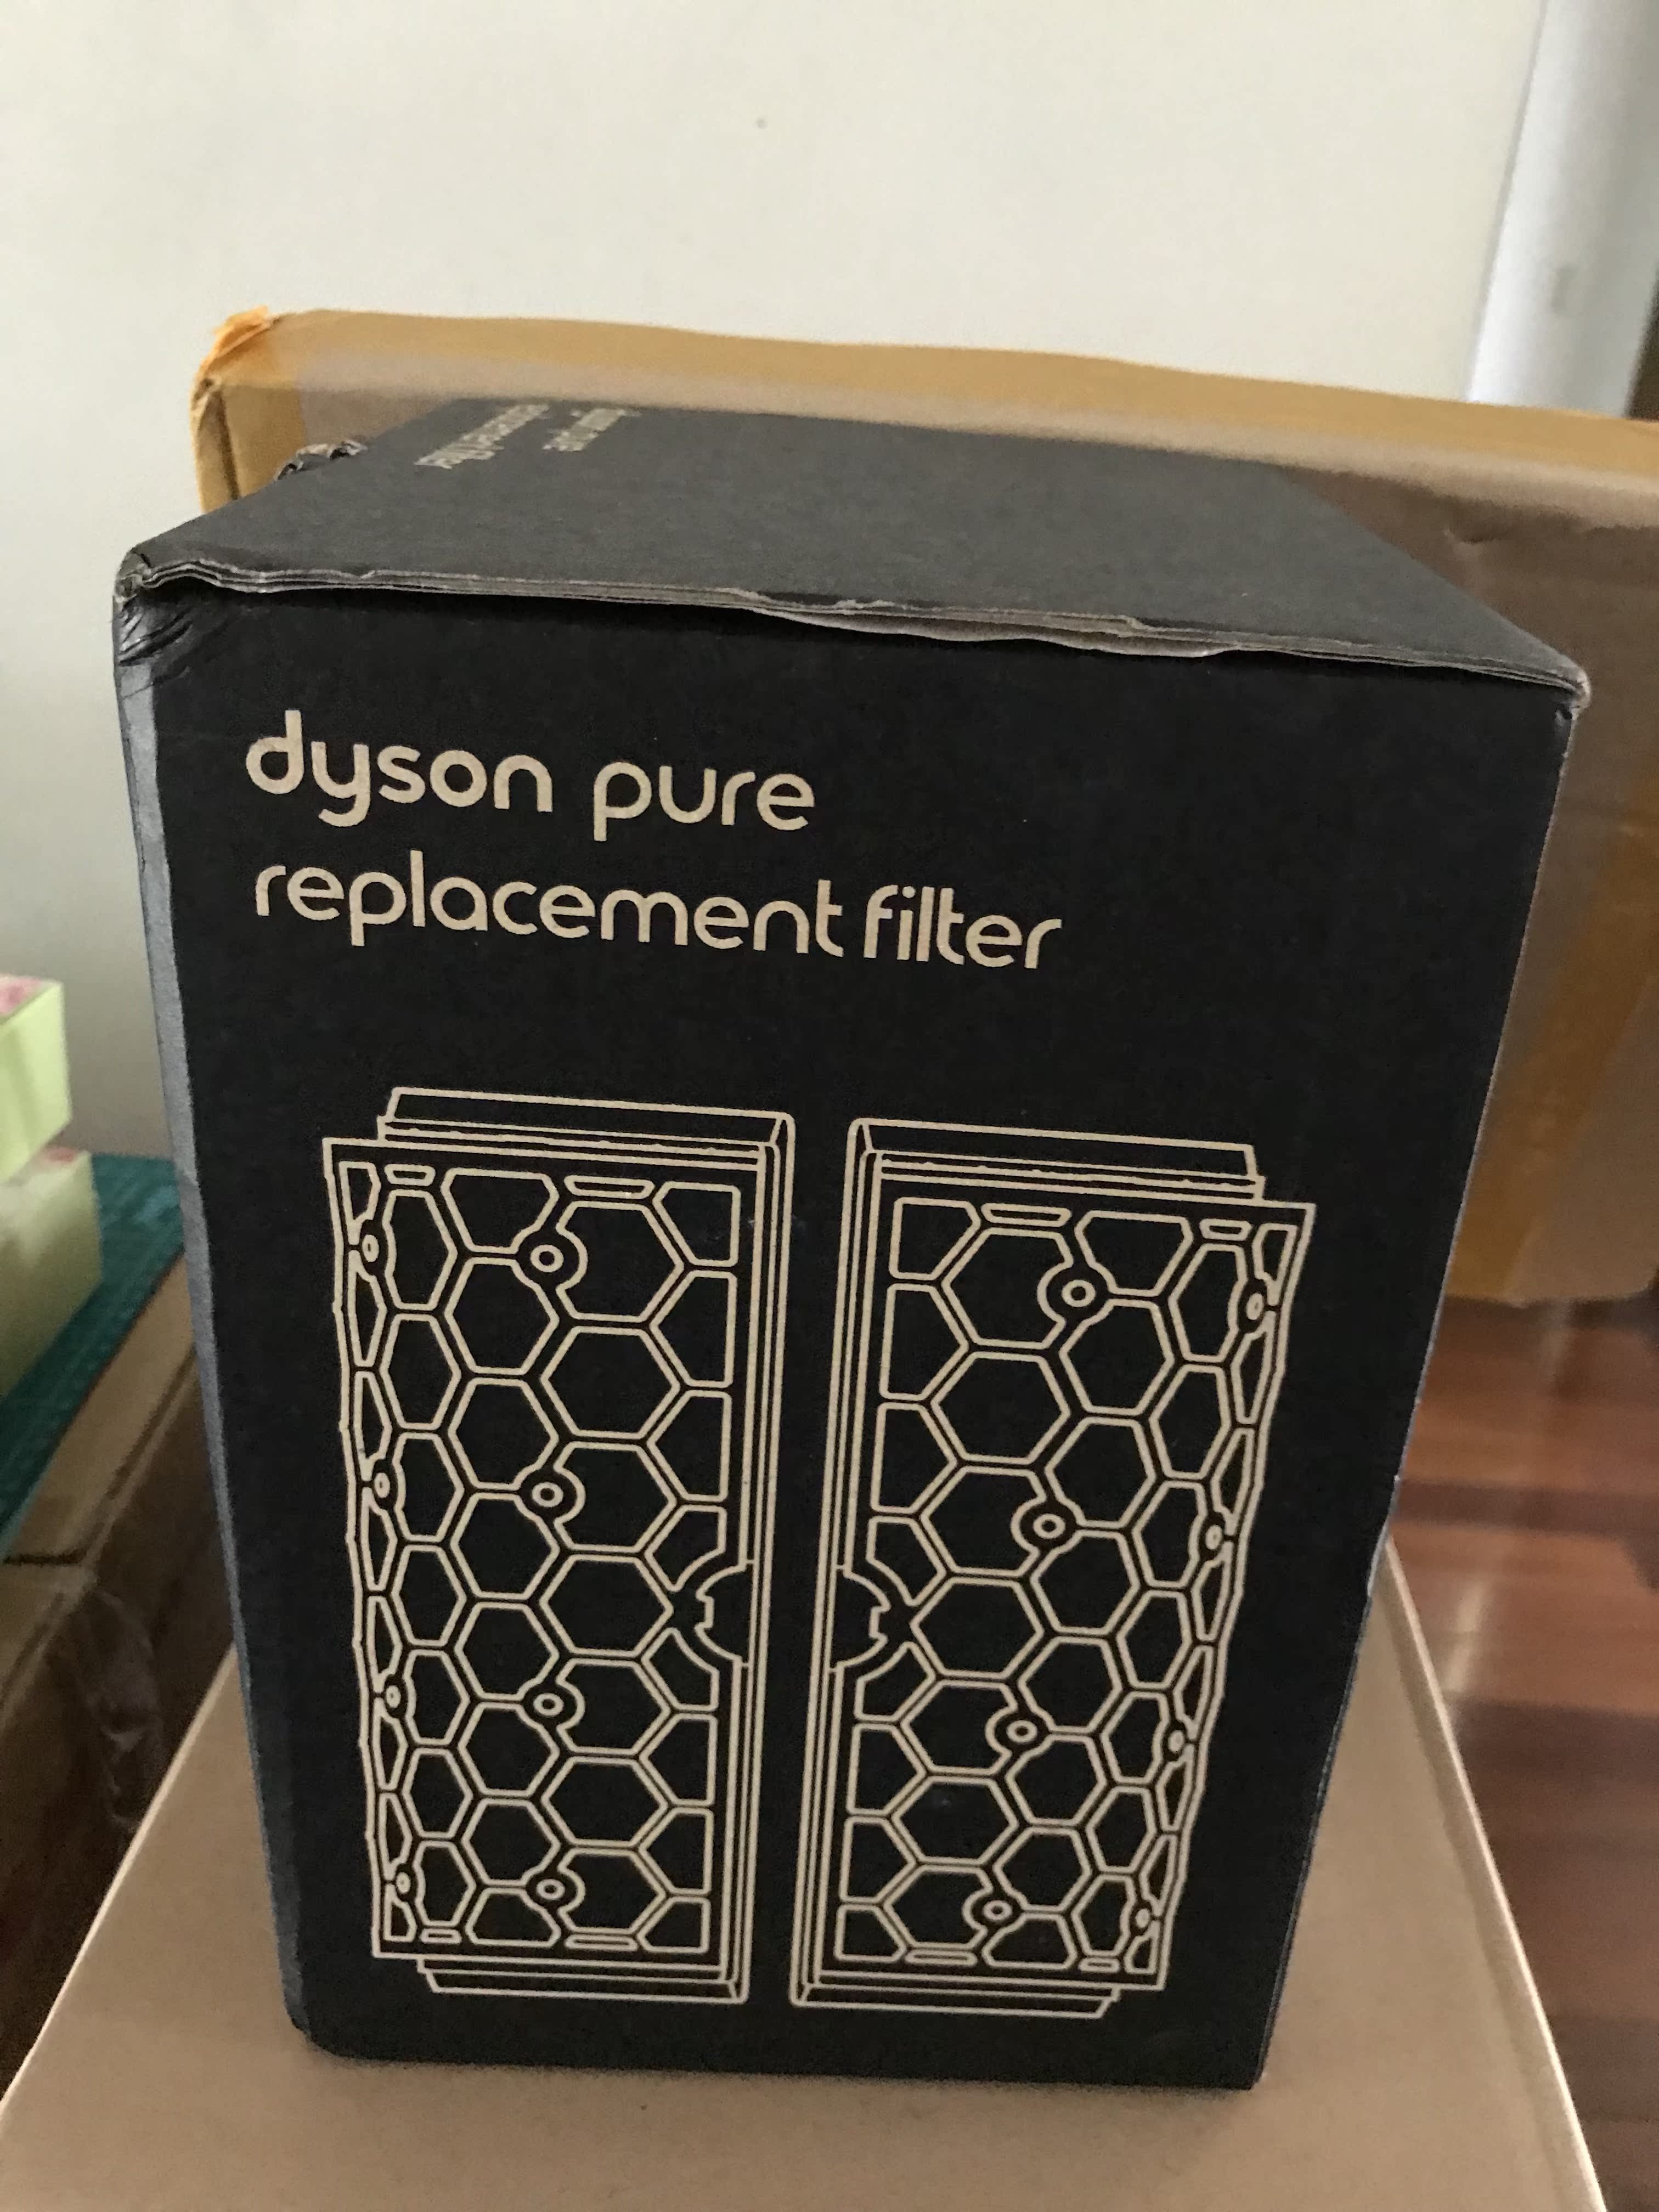 dyson pure
replacement filter